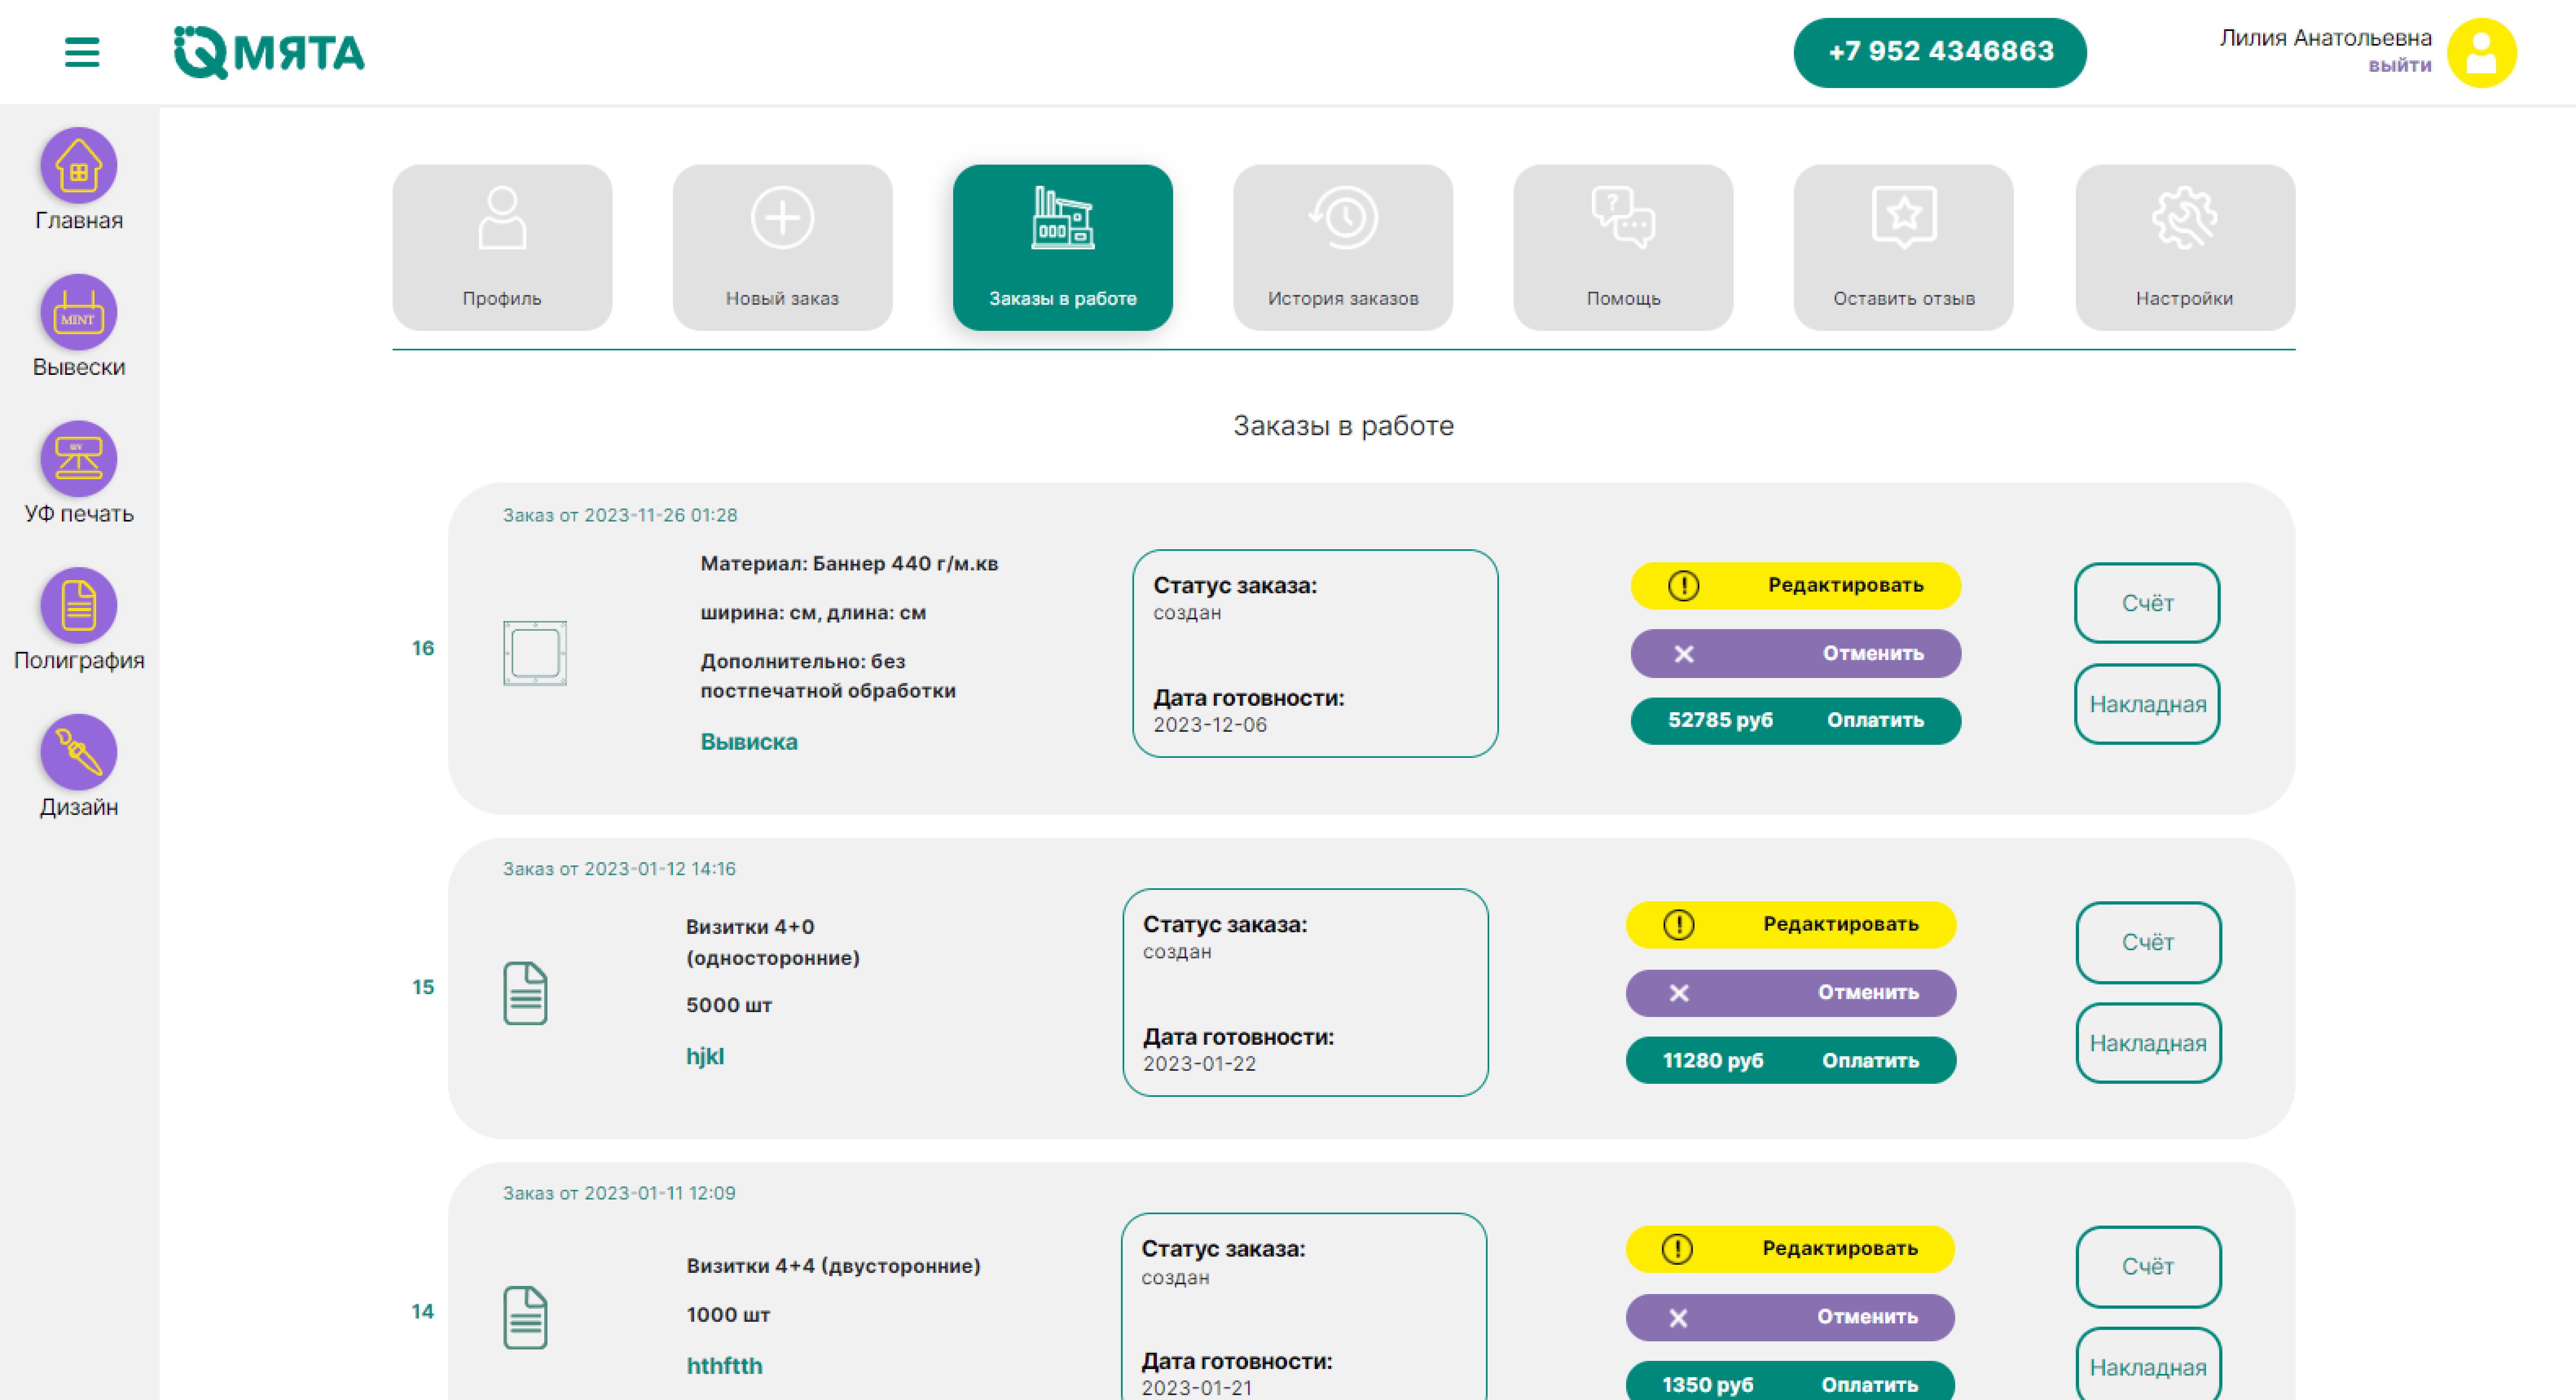 МЯТА
+7 952 4346863
Лилия Анатольевна
выйти
Главная
MINT
Вывески
УФ печать
Полиграфия
Дизайн
Профиль
Новый заказ
Заказы в работе
История заказов
Помощь
Оставить отзыв
Настройки
Заказы в работе
Заказ от 2023-11-26 01:28
16
Материал: Баннер 440 г/м.кв
ширина: см, длина: см
Дополнительно: без
постпечатной обработки
Вывиска
Статус заказа:
создан
Дата готовности:
2023-12-06
Редактировать
Отменить
52785 руб Оплатить
Счёт
Накладная
Заказ от 2023-01-12 14:16
15
Визитки 4+0
(односторонние)
5000 шт
hjkl
Статус заказа:
создан
Дата готовности:
2023-01-22
Редактировать
Отменить
11280 руб Оплатить
Счёт
Накладная
Заказ от 2023-01-11 12:09
14
Визитки 4+4 (двусторонние)
1000 шт
hthftth
Статус заказа:
создан
Дата готовности:
2023-01-21
Редактировать
Отменить
1350 руб Оплатить
Счёт
Накладная